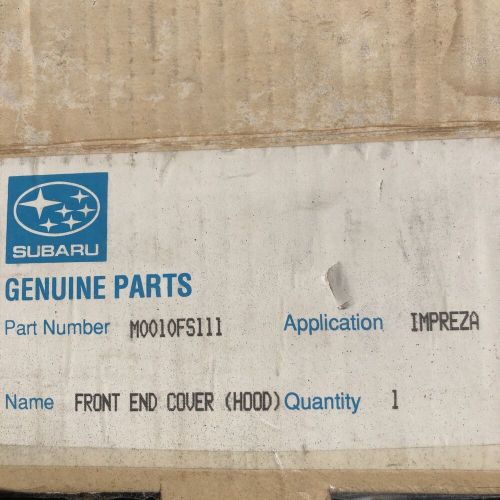 SUBARU
GENUINE PARTS
Part Number M0010FS111 Application IMPREZA
Name FRONT END COVER (HOOD) Quantity 1